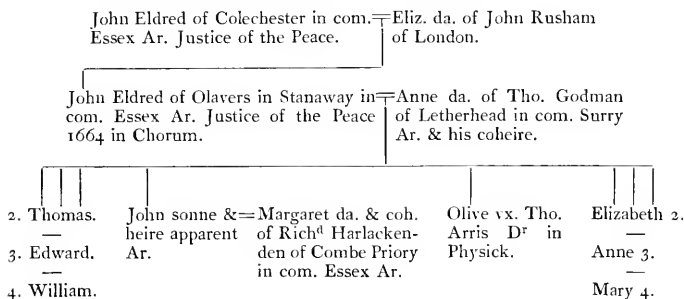 John Eldred of Colechester in com.
Essex Ar. Justice of the Peace.
Eliz. da. of John Rusham
of London.
John Eldred of Olavers in Stanaway in
com. Essex Ar. Justice of the Peace
1664 in Chorum.
Anne da. of Tho. Godman
of Letherhead in com. Surry
Ar. & his coheire.
2. Thomas.
—
3. Edward.
—
4. William.
John sonne &
heire apparent
Ar.
Margaret da. & coh.
of Richd Harlacken-
den of Combe Priory
in com. Essex Ar.
Olive vx. Tho.
Arris Dr in
Physick.
Elizabeth 2.
—
Anne 3.
—
Mary 4.